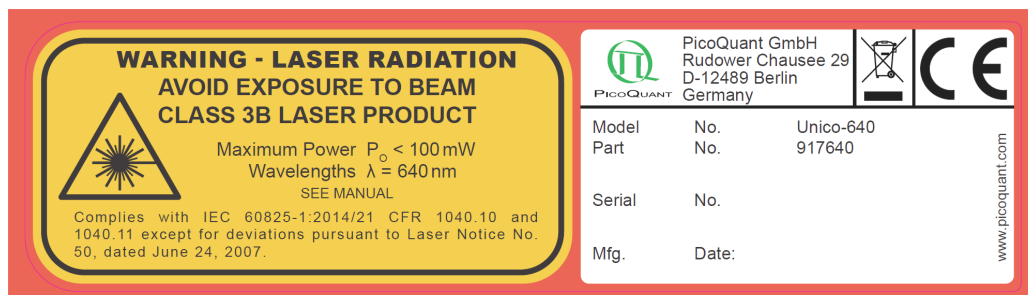 WARNING - LASER RADIATION
AVOID EXPOSURE TO BEAM
CLASS 3B LASER PRODUCT
Maximum Power Po < 100 mW
Wavelengths λ = 640 nm
SEE MANUAL
Complies with IEC 60825-1:2014/21 CFR 1040.10 and
1040.11 except for deviations pursuant to Laser Notice No.
50, dated June 24, 2007.
PICOQUANT
PicoQuant GmbH
Rudower Chausee 29
D-12489 Berlin
Germany
CE
Model No. Unico-640
Part No. 917640
Serial No.
Mfg. Date:
www.picoquant.com